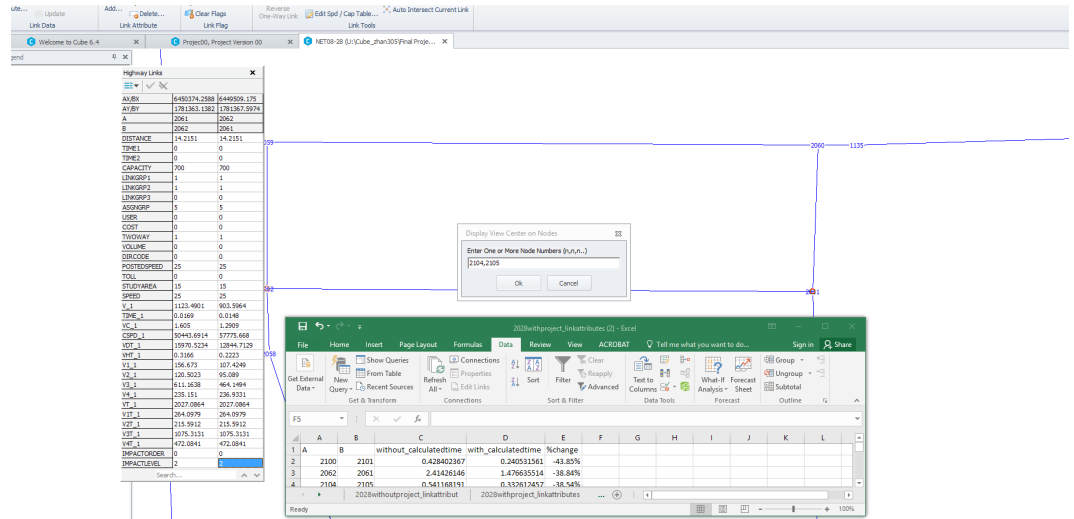 ute... Update Add... Delete... Clear Flags Reverse One-Way Link Edit Spd / Cap Table... Auto Intersect Current Link
Link Data Link Attribute Link Flag Link Tools
Welcome to Cube 6.4 Projec00, Project Version 00 NET08-28 (U:\Cube_zhan305\Final Proje...
gend
Highway Links
AX/BX 6450374.2588 6449509.175
AY/BY 1781363.1382 1781367.5974
A 2061 2062
B 2062 2061
DISTANCE 14.2151 14.2151
TIME1 0 0
TIME2 0 0
CAPACITY 700 700
LINKGRP1 1 1
LINKGRP2 1 1
LINKGRP3 0 0
ASGNGRP 5 5
USER 0 0
COST 0 0
TWOWAY 1 1
VOLUME 0 0
DIRCODE 0 0
POSTEDSPEED 25 25
TOLL 0 0
STUDYAREA 15 15
SPEED 25 25
V_1 1123.4901 903.5964
TIME_1 0.0169 0.0148
VC_1 1.605 1.2909
CSPD_1 50443.6914 57775.668
VDT_1 15970.5234 12844.7129
VHT_1 0.3166 0.2223
V1_1 156.673 107.4249
V2_1 120.5023 95.089
V3_1 611.1638 464.1494
V4_1 235.151 236.9331
VT_1 2027.0864 2027.0864
V1T_1 264.0979 264.0979
V2T_1 215.5912 215.5912
V3T_1 1075.3131 1075.3131
V4T_1 472.0841 472.0841
IMPACTORDER 0 0
IMPACTLEVEL 2 2
Search...
2060 1135
2058
Display View Center on Nodes
Enter One or More Node Numbers (n,n,n..)
2104,2105
Ok Cancel
2028withproject_linkattributes (2) - Excel
File Home Insert Page Layout Formulas Data Review View ACROBAT Tell me what you want to do... Sign in Share
Get External Data
New Query
Show Queries
From Table
Recent Sources
Refresh All
Connections
Properties
Edit Links
Sort
Filter
Clear
Reapply
Advanced
Text to Columns
What-If Analysis
Forecast Sheet
Group
Ungroup
Subtotal
Get & Transform Connections Sort & Filter Data Tools Forecast Outline
F5 fx
A B C D E F G H I J K L
1 A B without_calculatedtime with_calculatedtime %change
2 2100 2101 0.428402367 0.240531561 -43.85%
3 2062 2061 2.41426146 1.476635514 -38.84%
4 2104 2105 0.541168191 0.332612457 -38.54%
2028withoutproject_linkattribut 2028withproject_linkattributes ...
Ready 100%